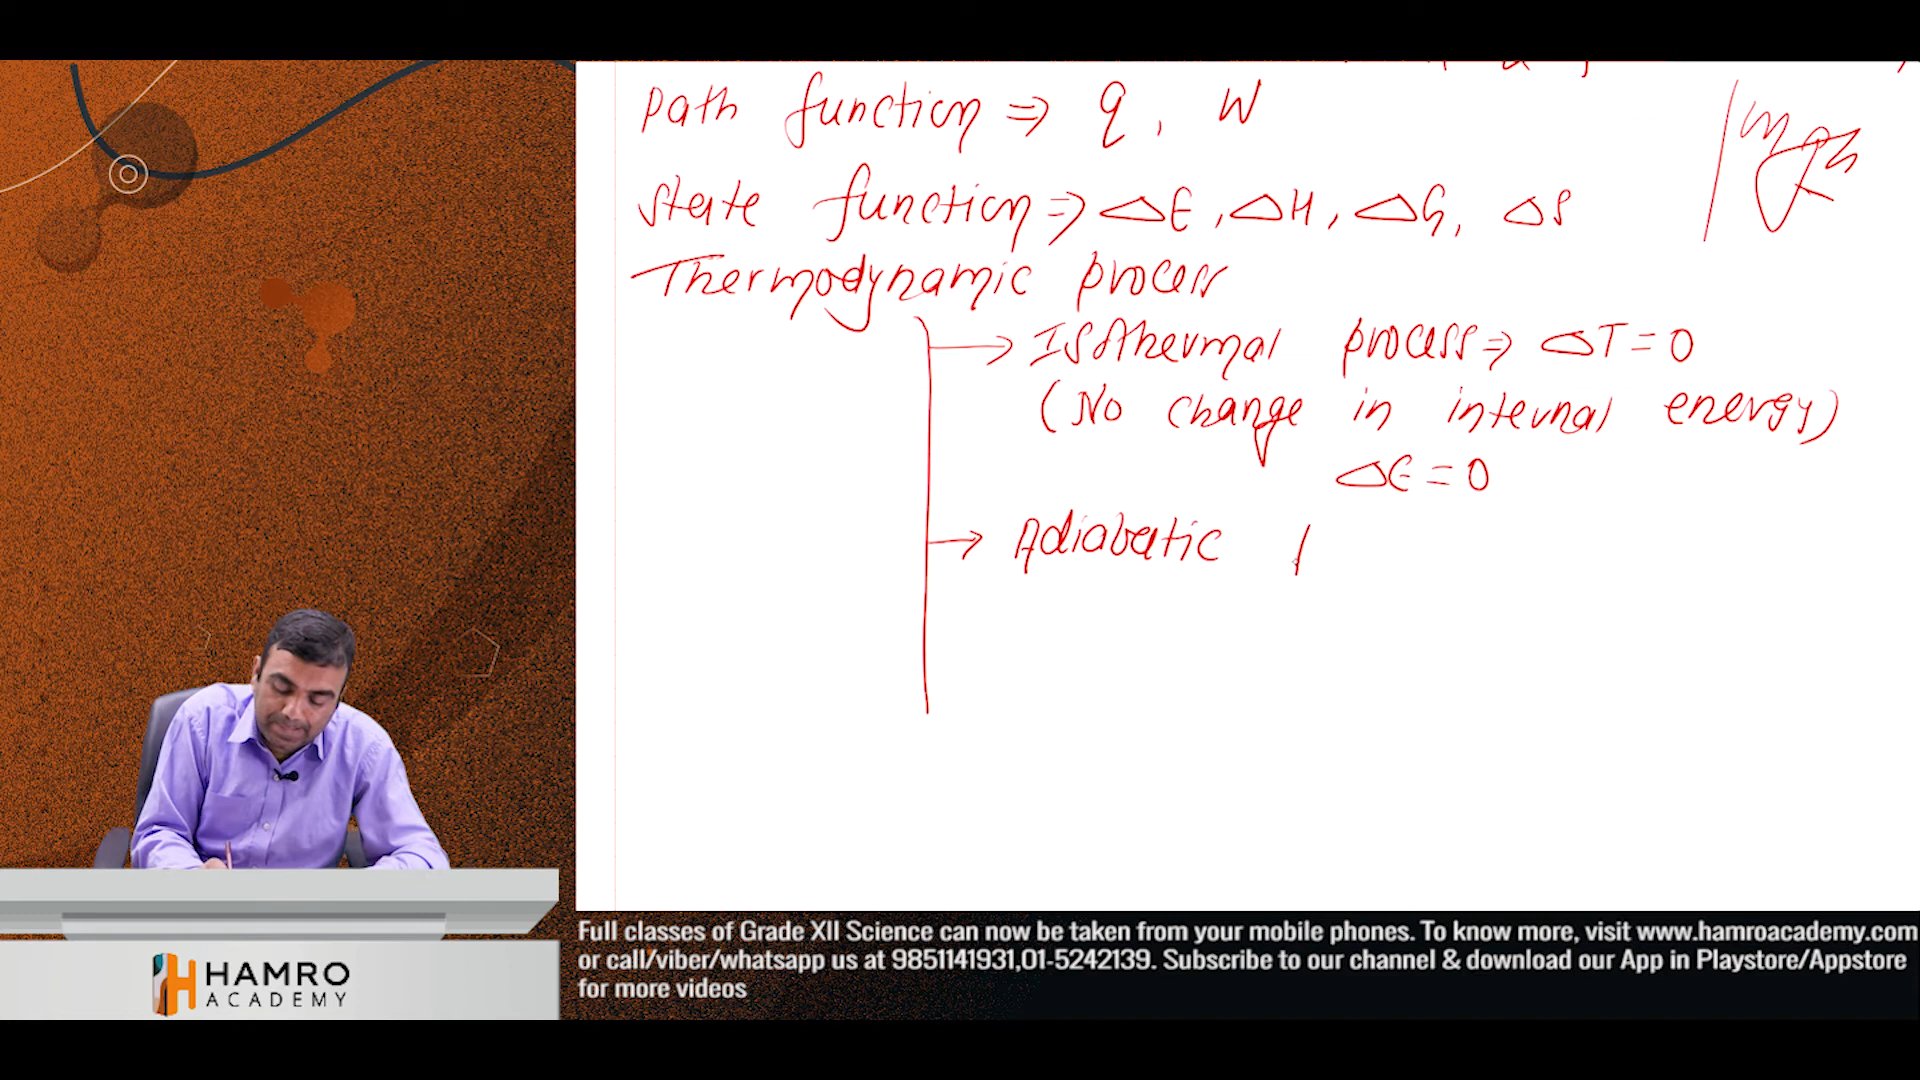 Path function ⇒ q, W
mgh
State function ⇒ ΔE, ΔH, ΔG, ΔS
Thermodynamic process
→ Isothermal process ⇒ ΔT = 0
(No change in internal energy)
ΔE = 0
→ Adiabatic
HAMRO
ACADEMY
Full classes of Grade XII Science can now be taken from your mobile phones. To know more, visit www.hamroacademy.com
or call/viber/whatsapp us at 9851141931,01-5242139. Subscribe to our channel & download our App in Playstore/Appstore
for more videos